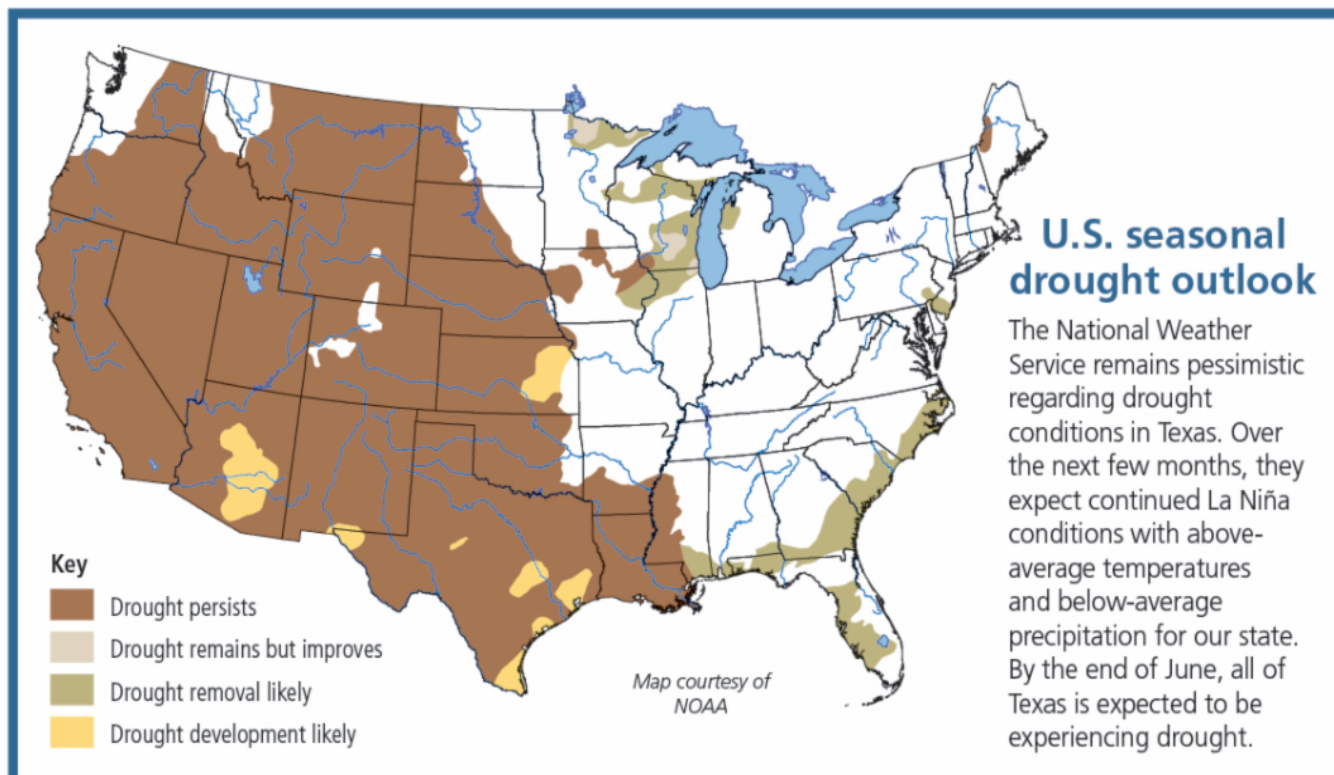 U.S. seasonal
drought outlook
The National Weather
Service remains pessimistic
regarding drought
conditions in Texas. Over
the next few months, they
expect continued La Niña
conditions with above-
average temperatures
and below-average
precipitation for our state.
By the end of June, all of
Texas is expected to be
experiencing drought.
Key
Drought persists
Drought remains but improves
Drought removal likely
Drought development likely
Map courtesy of
NOAA